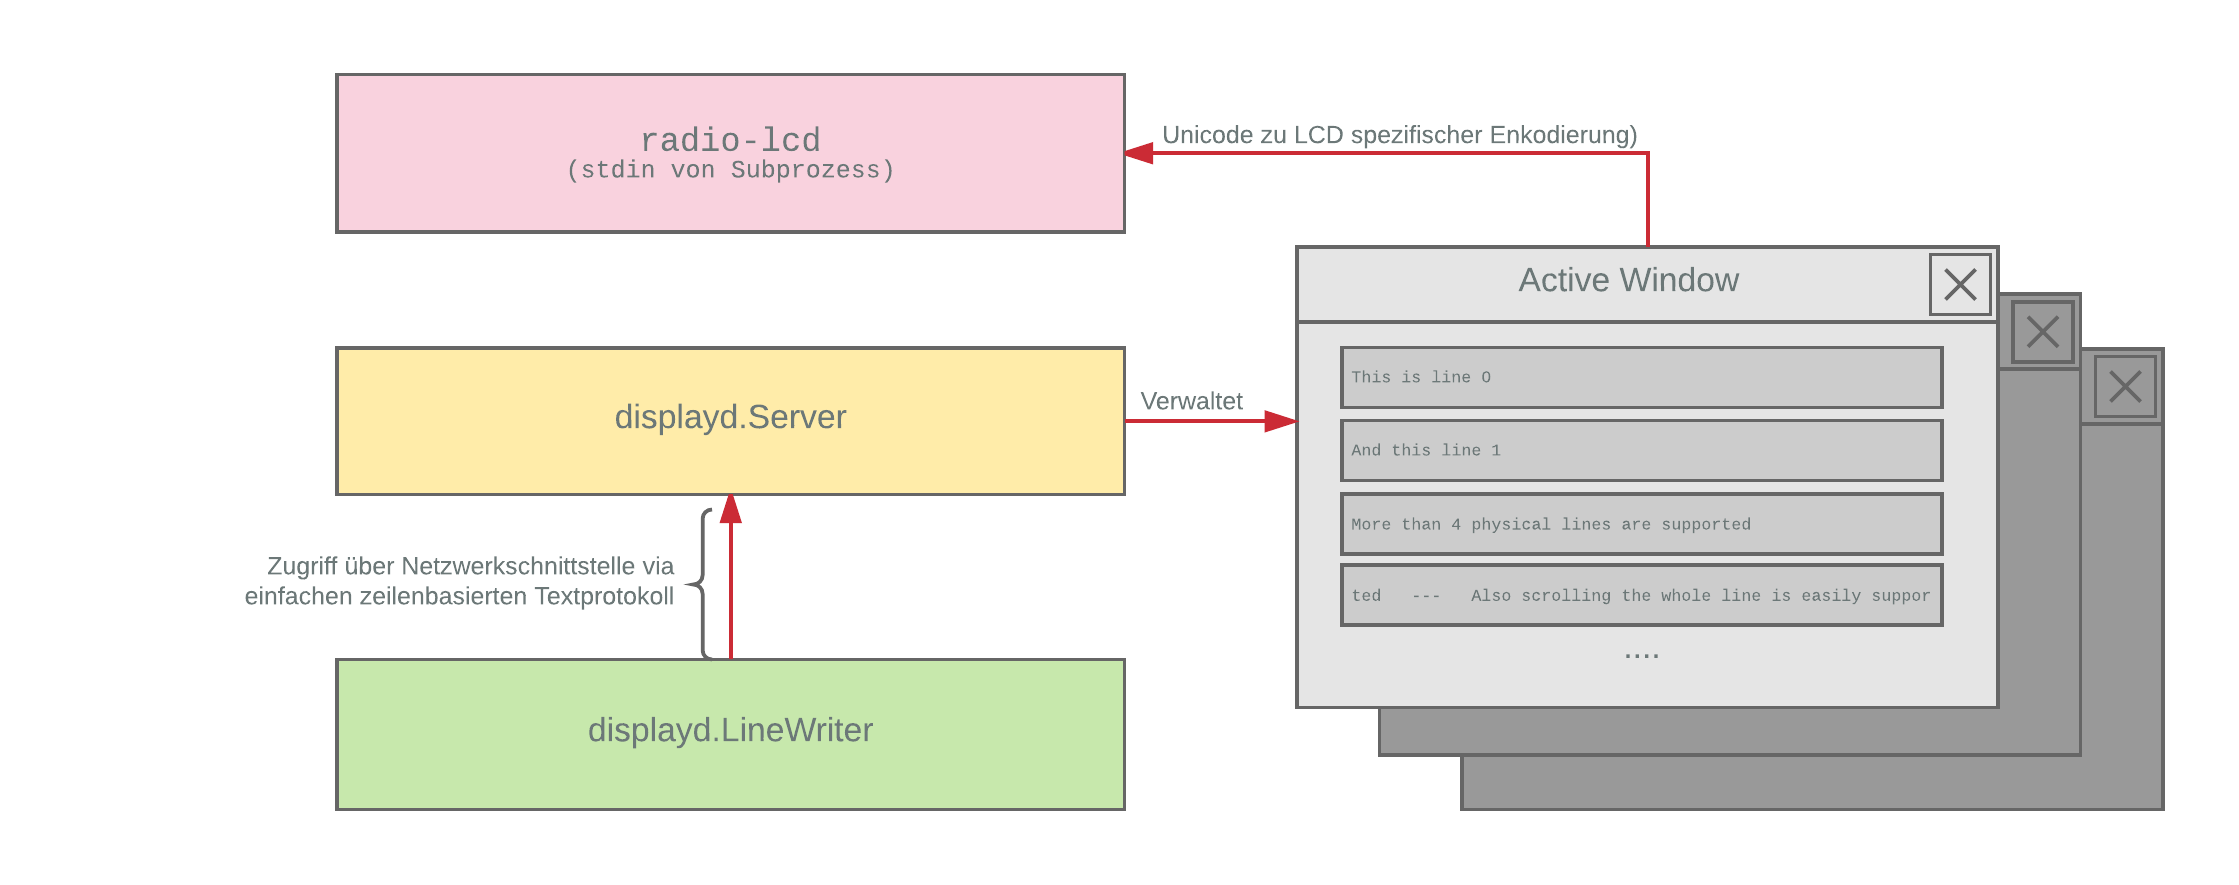 radio-lcd
(stdin von Subprozess)
Unicode zu LCD spezifischer Enkodierung)
displayd.Server
Verwaltet
Zugriff über Netzwerkschnittstelle via
einfachen zeilenbasierten Textprotokoll
displayd.LineWriter
Active Window
This is line 0
And this line 1
More than 4 physical lines are supported
ted   ---   Also scrolling the whole line is easily suppor
....